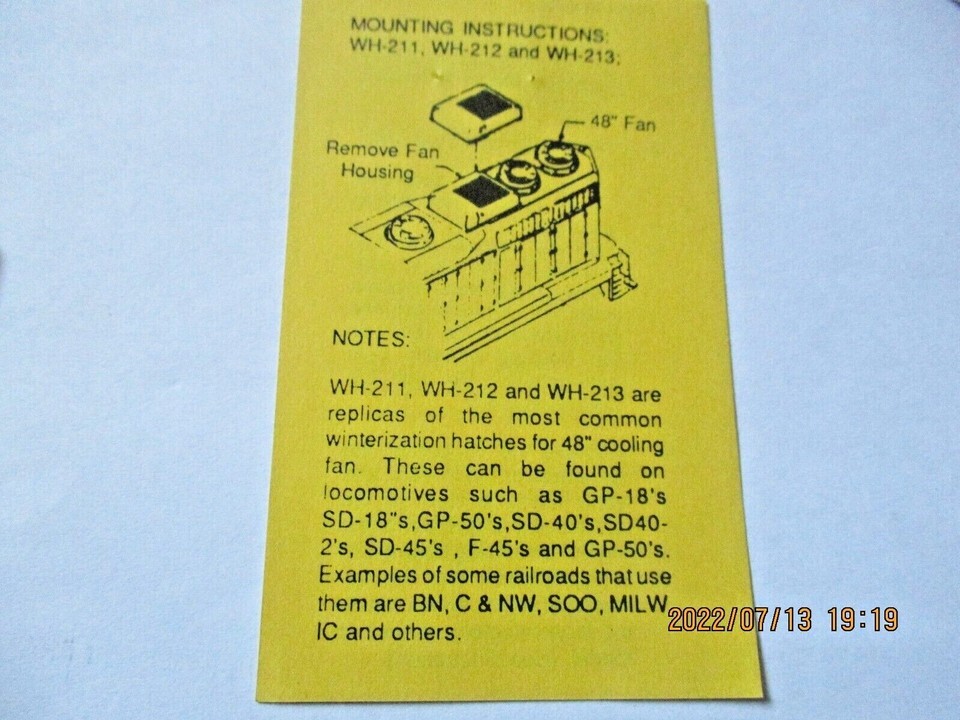 MOUNTING INSTRUCTIONS:
WH-211, WH-212 and WH-213;
48" Fan
Remove Fan
Housing
NOTES:
WH-211, WH-212 and WH-213 are
replicas of the most common
winterization hatches for 48" cooling
fan. These can be found on
locomotives such as GP-18's
SD-18"s,GP-50's,SD-40's,SD40-
2's, SD-45's , F-45's and GP-50's.
Examples of some railroads that use
them are BN, C & NW, SOO, MILW
IC and others.
2022/07/13 19:19